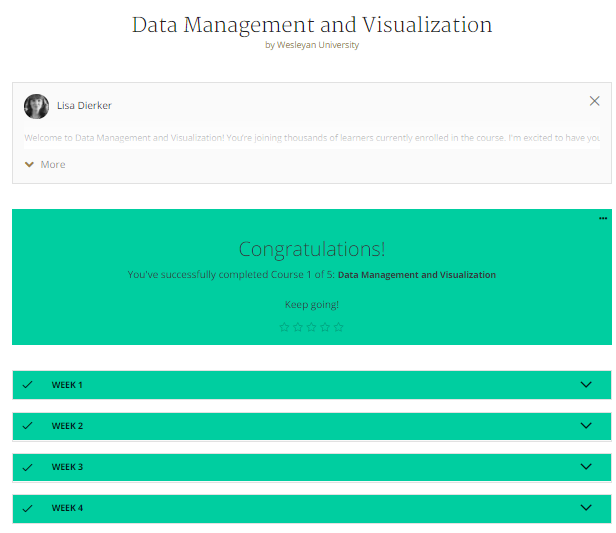 Data Management and Visualization
by Wesleyan University
Lisa Dierker
Welcome to Data Management and Visualization! You're joining thousands of learners currently enrolled in the course. I'm excited to have you
More
Congratulations!
You've successfully completed Course 1 of 5: Data Management and Visualization
Keep going!
WEEK 1
WEEK 2
WEEK 3
WEEK 4